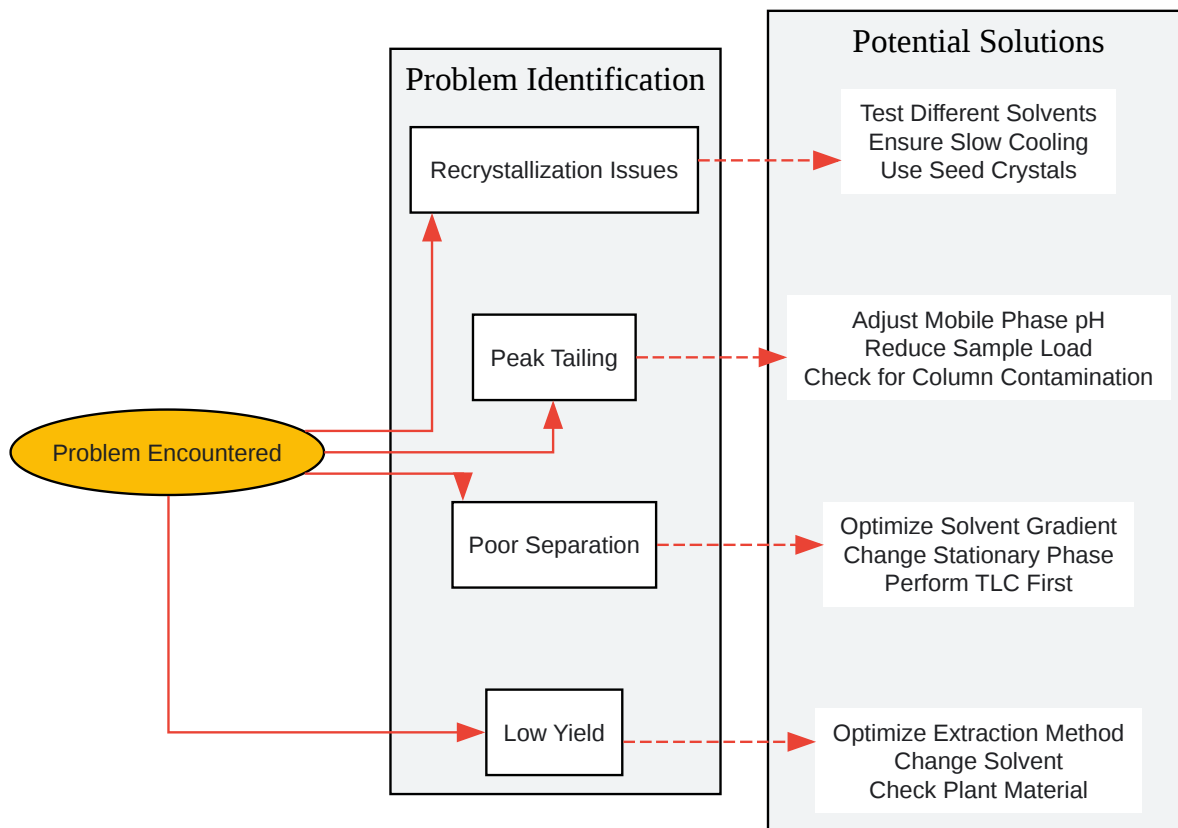 Potential Solutions
Problem Identification
Test Different Solvents
Ensure Slow Cooling
Use Seed Crystals
Recrystallization Issues
Adjust Mobile Phase pH
Reduce Sample Load
Check for Column Contamination
Peak Tailing
Problem Encountered
Optimize Solvent Gradient
Change Stationary Phase
Perform TLC First
Poor Separation
Optimize Extraction Method
Change Solvent
Check Plant Material
Low Yield